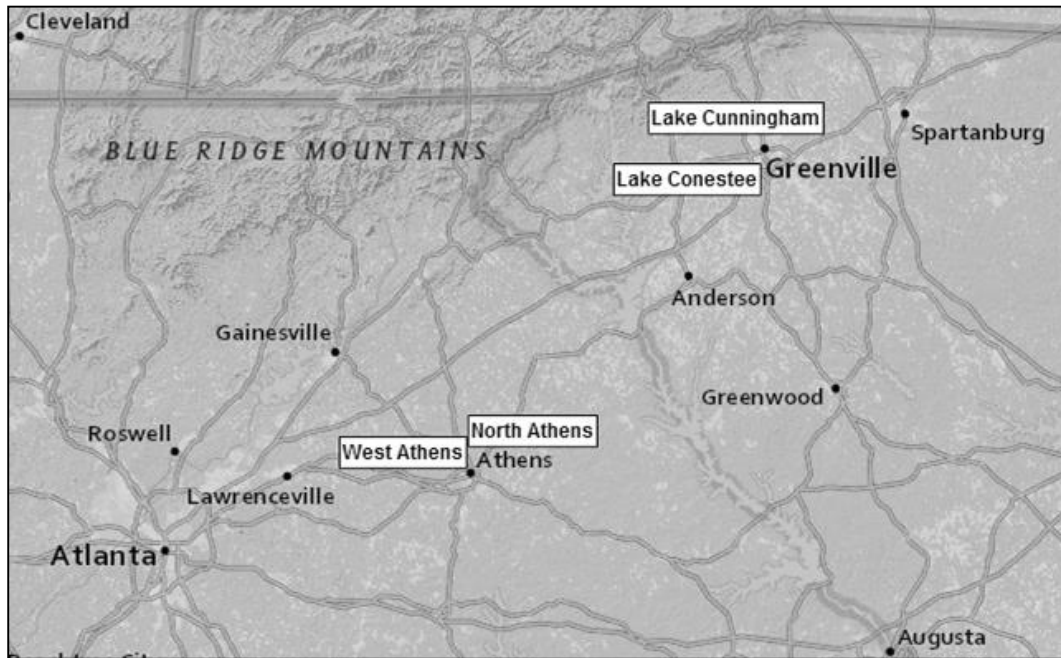 Cleveland
Lake Cunningham
Spartanburg
BLUE RIDGE MOUNTAINS
Greenville
Lake Conestee
Anderson
Gainesville
Greenwood
North Athens
Roswell
West Athens
Athens
Lawrenceville
Atlanta
Augusta